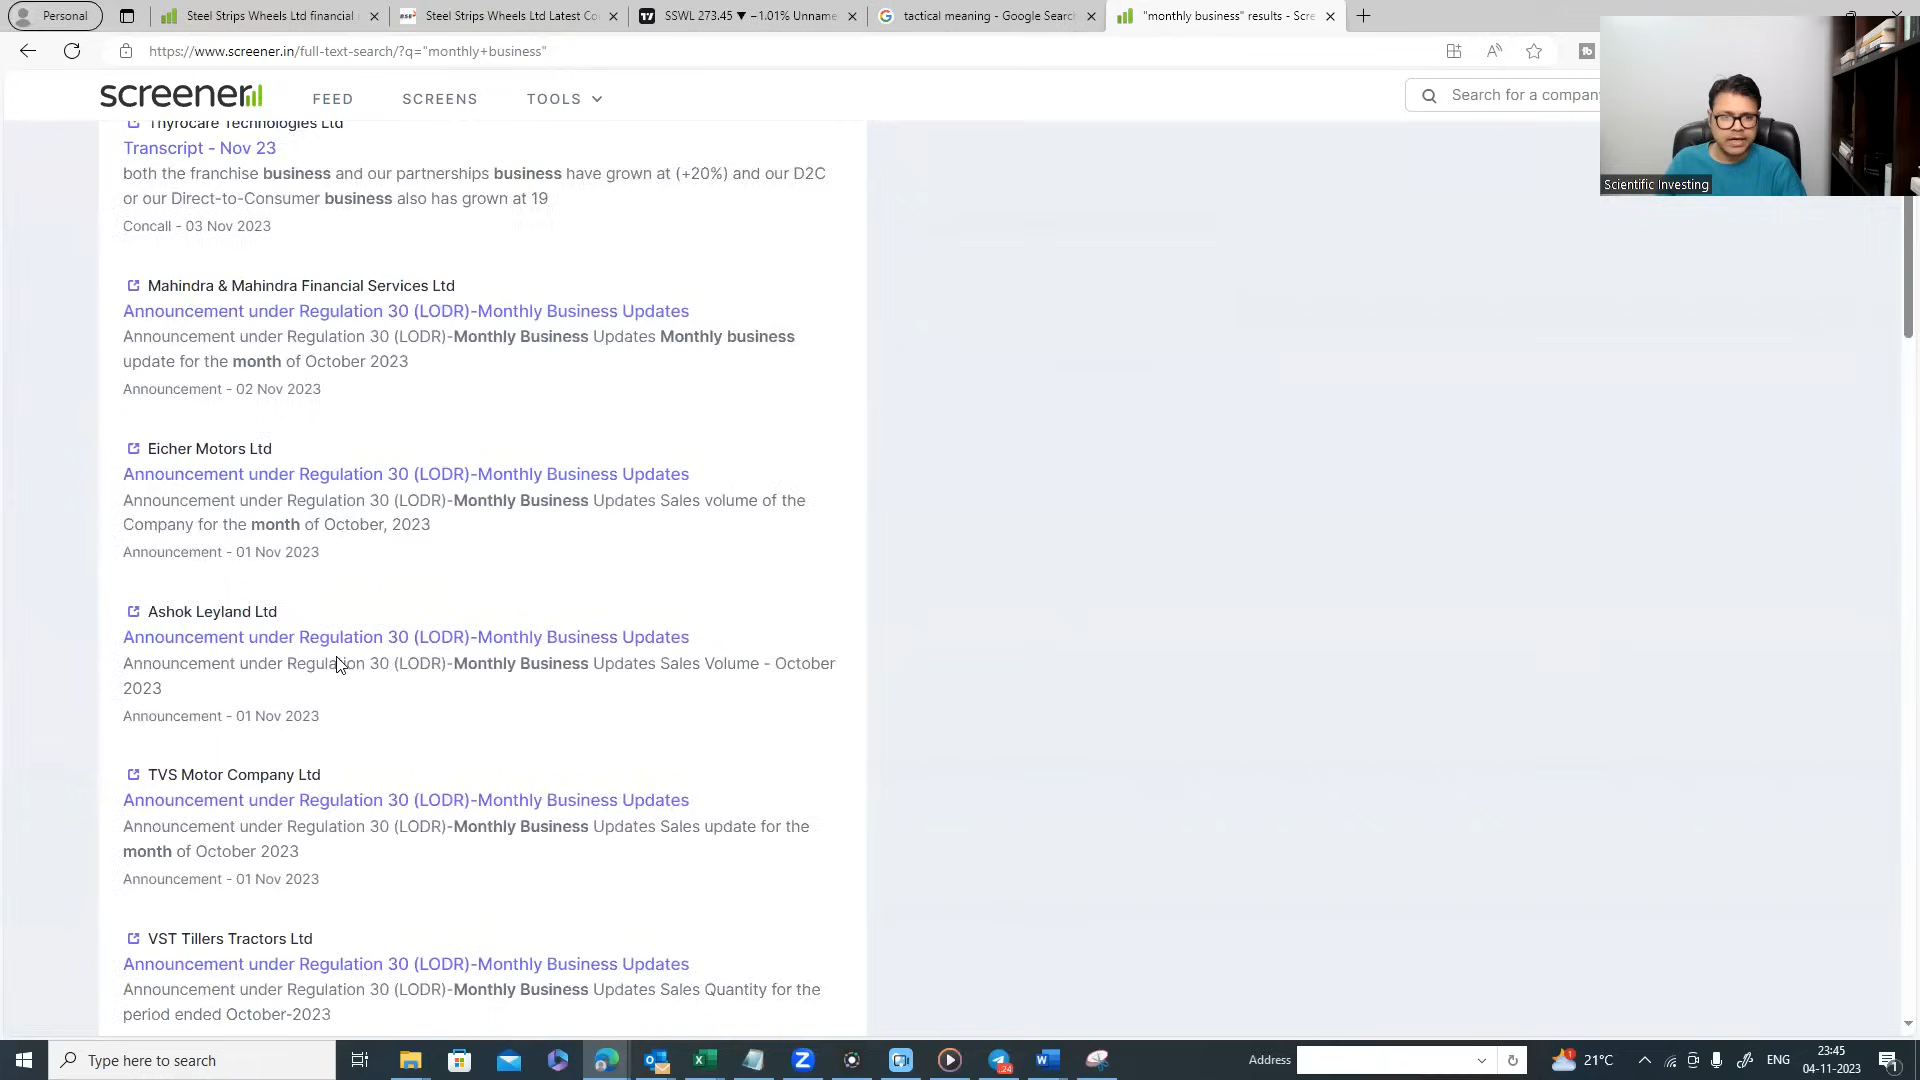 Personal
Steel Strips Wheels Ltd financial
Steel Strips Wheels Ltd Latest Co
SSWL 273.45 ▼ −1.01% Unname
tactical meaning - Google Search
"monthly business" results - Scre
https://www.screener.in/full-text-search/?q="monthly+business"
screener
FEED
SCREENS
TOOLS
Search for a company
Scientific Investing
Thyrocare Technologies Ltd
Transcript - Nov 23
both the franchise business and our partnerships business have grown at (+20%) and our D2C
or our Direct-to-Consumer business also has grown at 19
Concall - 03 Nov 2023
Mahindra & Mahindra Financial Services Ltd
Announcement under Regulation 30 (LODR)-Monthly Business Updates
Announcement under Regulation 30 (LODR)-Monthly Business Updates Monthly business
update for the month of October 2023
Announcement - 02 Nov 2023
Eicher Motors Ltd
Announcement under Regulation 30 (LODR)-Monthly Business Updates
Announcement under Regulation 30 (LODR)-Monthly Business Updates Sales volume of the
Company for the month of October, 2023
Announcement - 01 Nov 2023
Ashok Leyland Ltd
Announcement under Regulation 30 (LODR)-Monthly Business Updates
Announcement under Regulation 30 (LODR)-Monthly Business Updates Sales Volume - October
2023
Announcement - 01 Nov 2023
TVS Motor Company Ltd
Announcement under Regulation 30 (LODR)-Monthly Business Updates
Announcement under Regulation 30 (LODR)-Monthly Business Updates Sales update for the
month of October 2023
Announcement - 01 Nov 2023
VST Tillers Tractors Ltd
Announcement under Regulation 30 (LODR)-Monthly Business Updates
Announcement under Regulation 30 (LODR)-Monthly Business Updates Sales Quantity for the
period ended October-2023
Type here to search
Address
21°C
ENG
23:45
04-11-2023